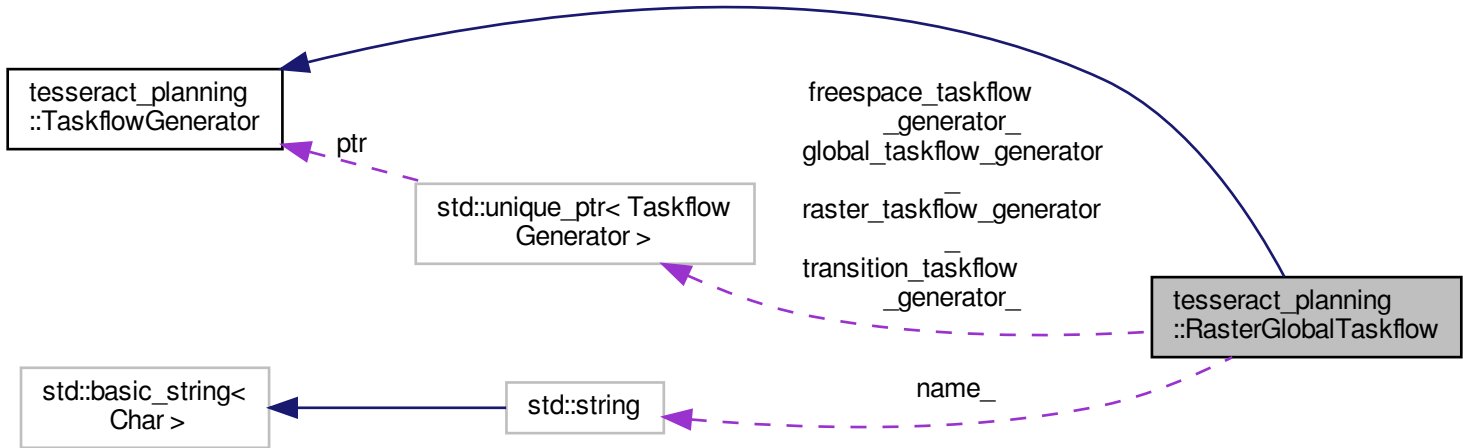 tesseract_planning
::TaskflowGenerator
ptr
std::unique_ptr< Taskflow
Generator >
freespace_taskflow
_generator_
global_taskflow_generator
_
raster_taskflow_generator
_
transition_taskflow
_generator_
tesseract_planning
::RasterGlobalTaskflow
std::basic_string<
Char >
std::string
name_